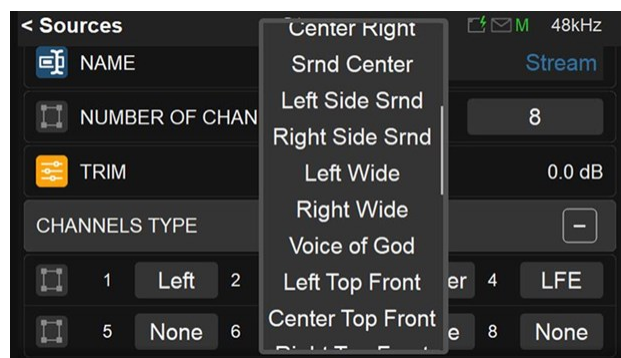 < Sources
M 48kHz
NAME
Stream
NUMBER OF CHAN
8
TRIM
0.0 dB
CHANNELS TYPE
1 Left 2
er 4 LFE
5 None 6
e 8 None
Center Right
Srnd Center
Left Side Srnd
Right Side Srnd
Left Wide
Right Wide
Voice of God
Left Top Front
Center Top Front